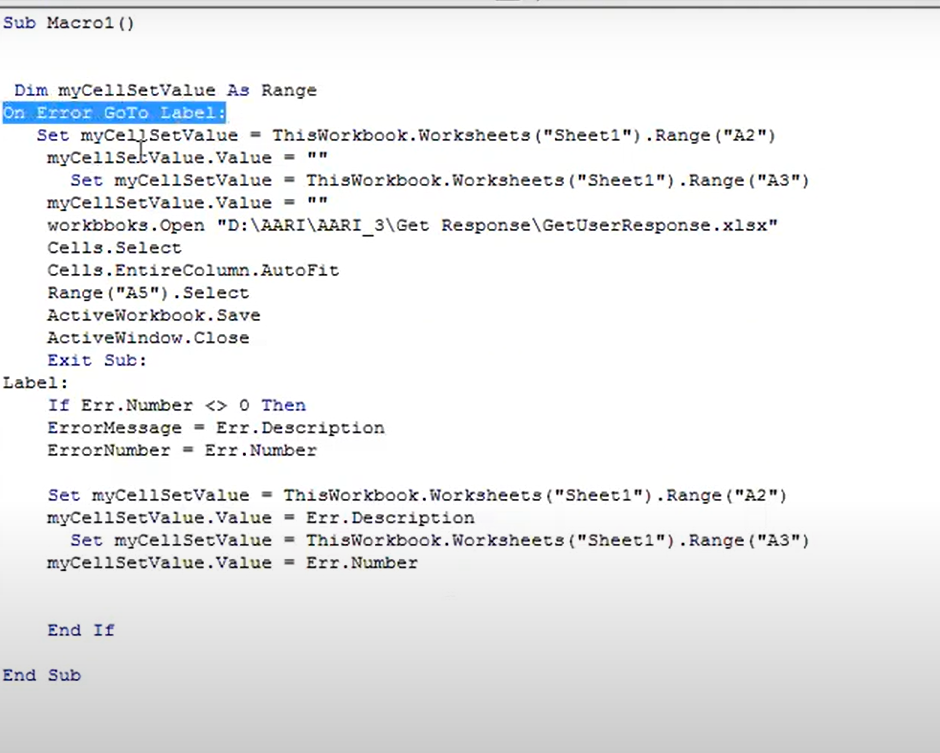 Sub Macro1()
Dim myCellSetValue As Range
On Error GoTo Label:
Set myCellSetValue = ThisWorkbook.Worksheets("Sheet1").Range("A2")
myCellSetValue.Value = ""
Set myCellSetValue = ThisWorkbook.Worksheets("Sheet1").Range("A3")
myCellSetValue.Value = ""
workbboks.Open "D:\AARI\AARI_3\Get Response\GetUserResponse.xlsx"
Cells.Select
Cells.EntireColumn.AutoFit
Range("A5").Select
ActiveWorkbook.Save
ActiveWindow.Close
Exit Sub:
Label:
If Err.Number <> 0 Then
ErrorMessage = Err.Description
ErrorNumber = Err.Number
Set myCellSetValue = ThisWorkbook.Worksheets("Sheet1").Range("A2")
myCellSetValue.Value = Err.Description
Set myCellSetValue = ThisWorkbook.Worksheets("Sheet1").Range("A3")
myCellSetValue.Value = Err.Number
End If
End Sub